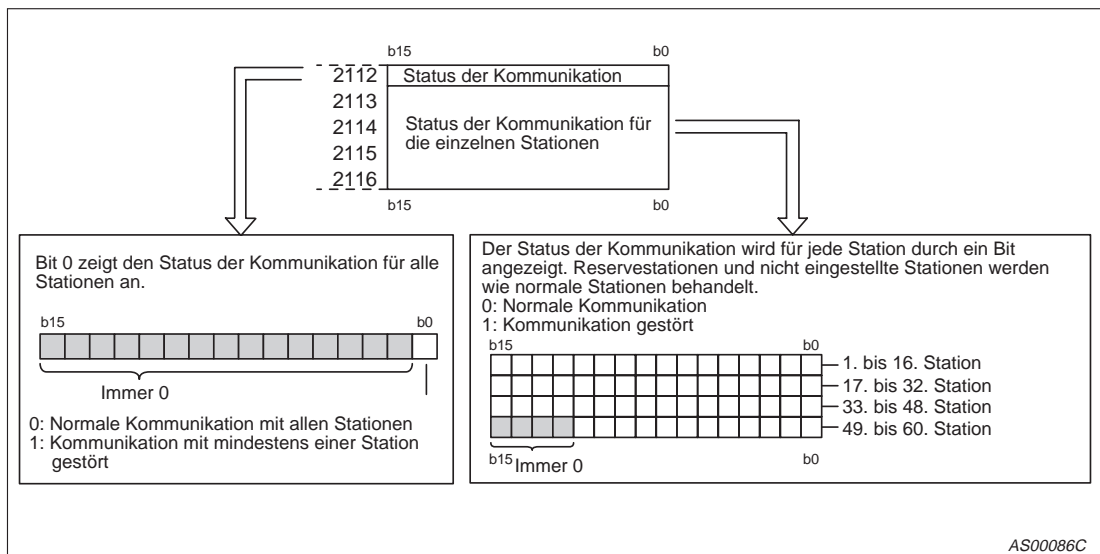 b15 b0
2112 Status der Kommunikation
2113
2114
2115
2116
Status der Kommunikation für
die einzelnen Stationen
b15 b0
Bit 0 zeigt den Status der Kommunikation für alle
Stationen an.
b15 b0
Immer 0
0: Normale Kommunikation mit allen Stationen
1: Kommunikation mit mindestens einer Station
gestört
Der Status der Kommunikation wird für jede Station durch ein Bit
angezeigt. Reservestationen und nicht eingestellte Stationen werden
wie normale Stationen behandelt.
0: Normale Kommunikation
1: Kommunikation gestört
b15 b0
1. bis 16. Station
17. bis 32. Station
33. bis 48. Station
49. bis 60. Station
b15 b0
Immer 0
AS00086C